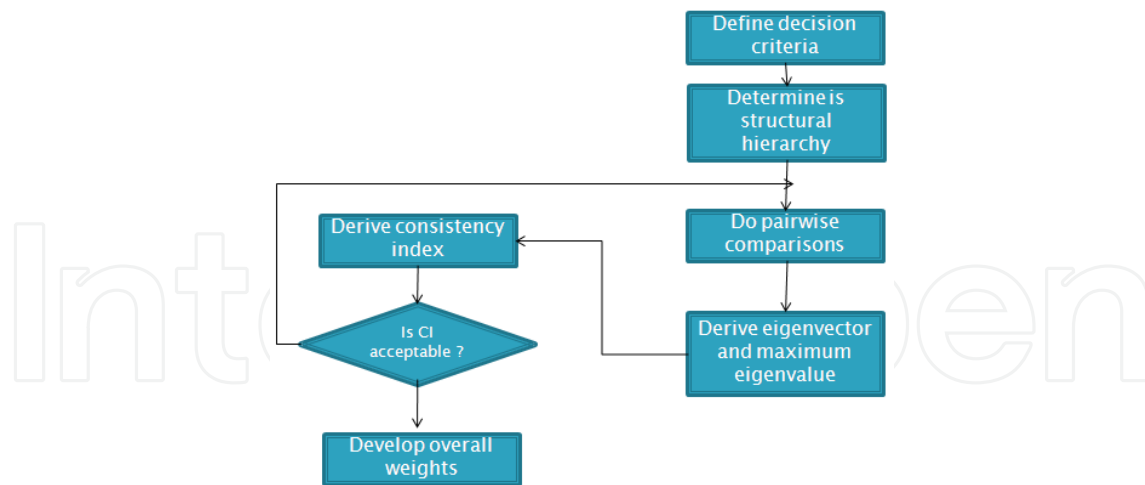 Define decision
criteria
Determine is
structural
hierarchy
Do pairwise
comparisons
Derive eigenvector
and maximum
eigenvalue
Derive consistency
index
Is CI
acceptable ?
Develop overall
weights